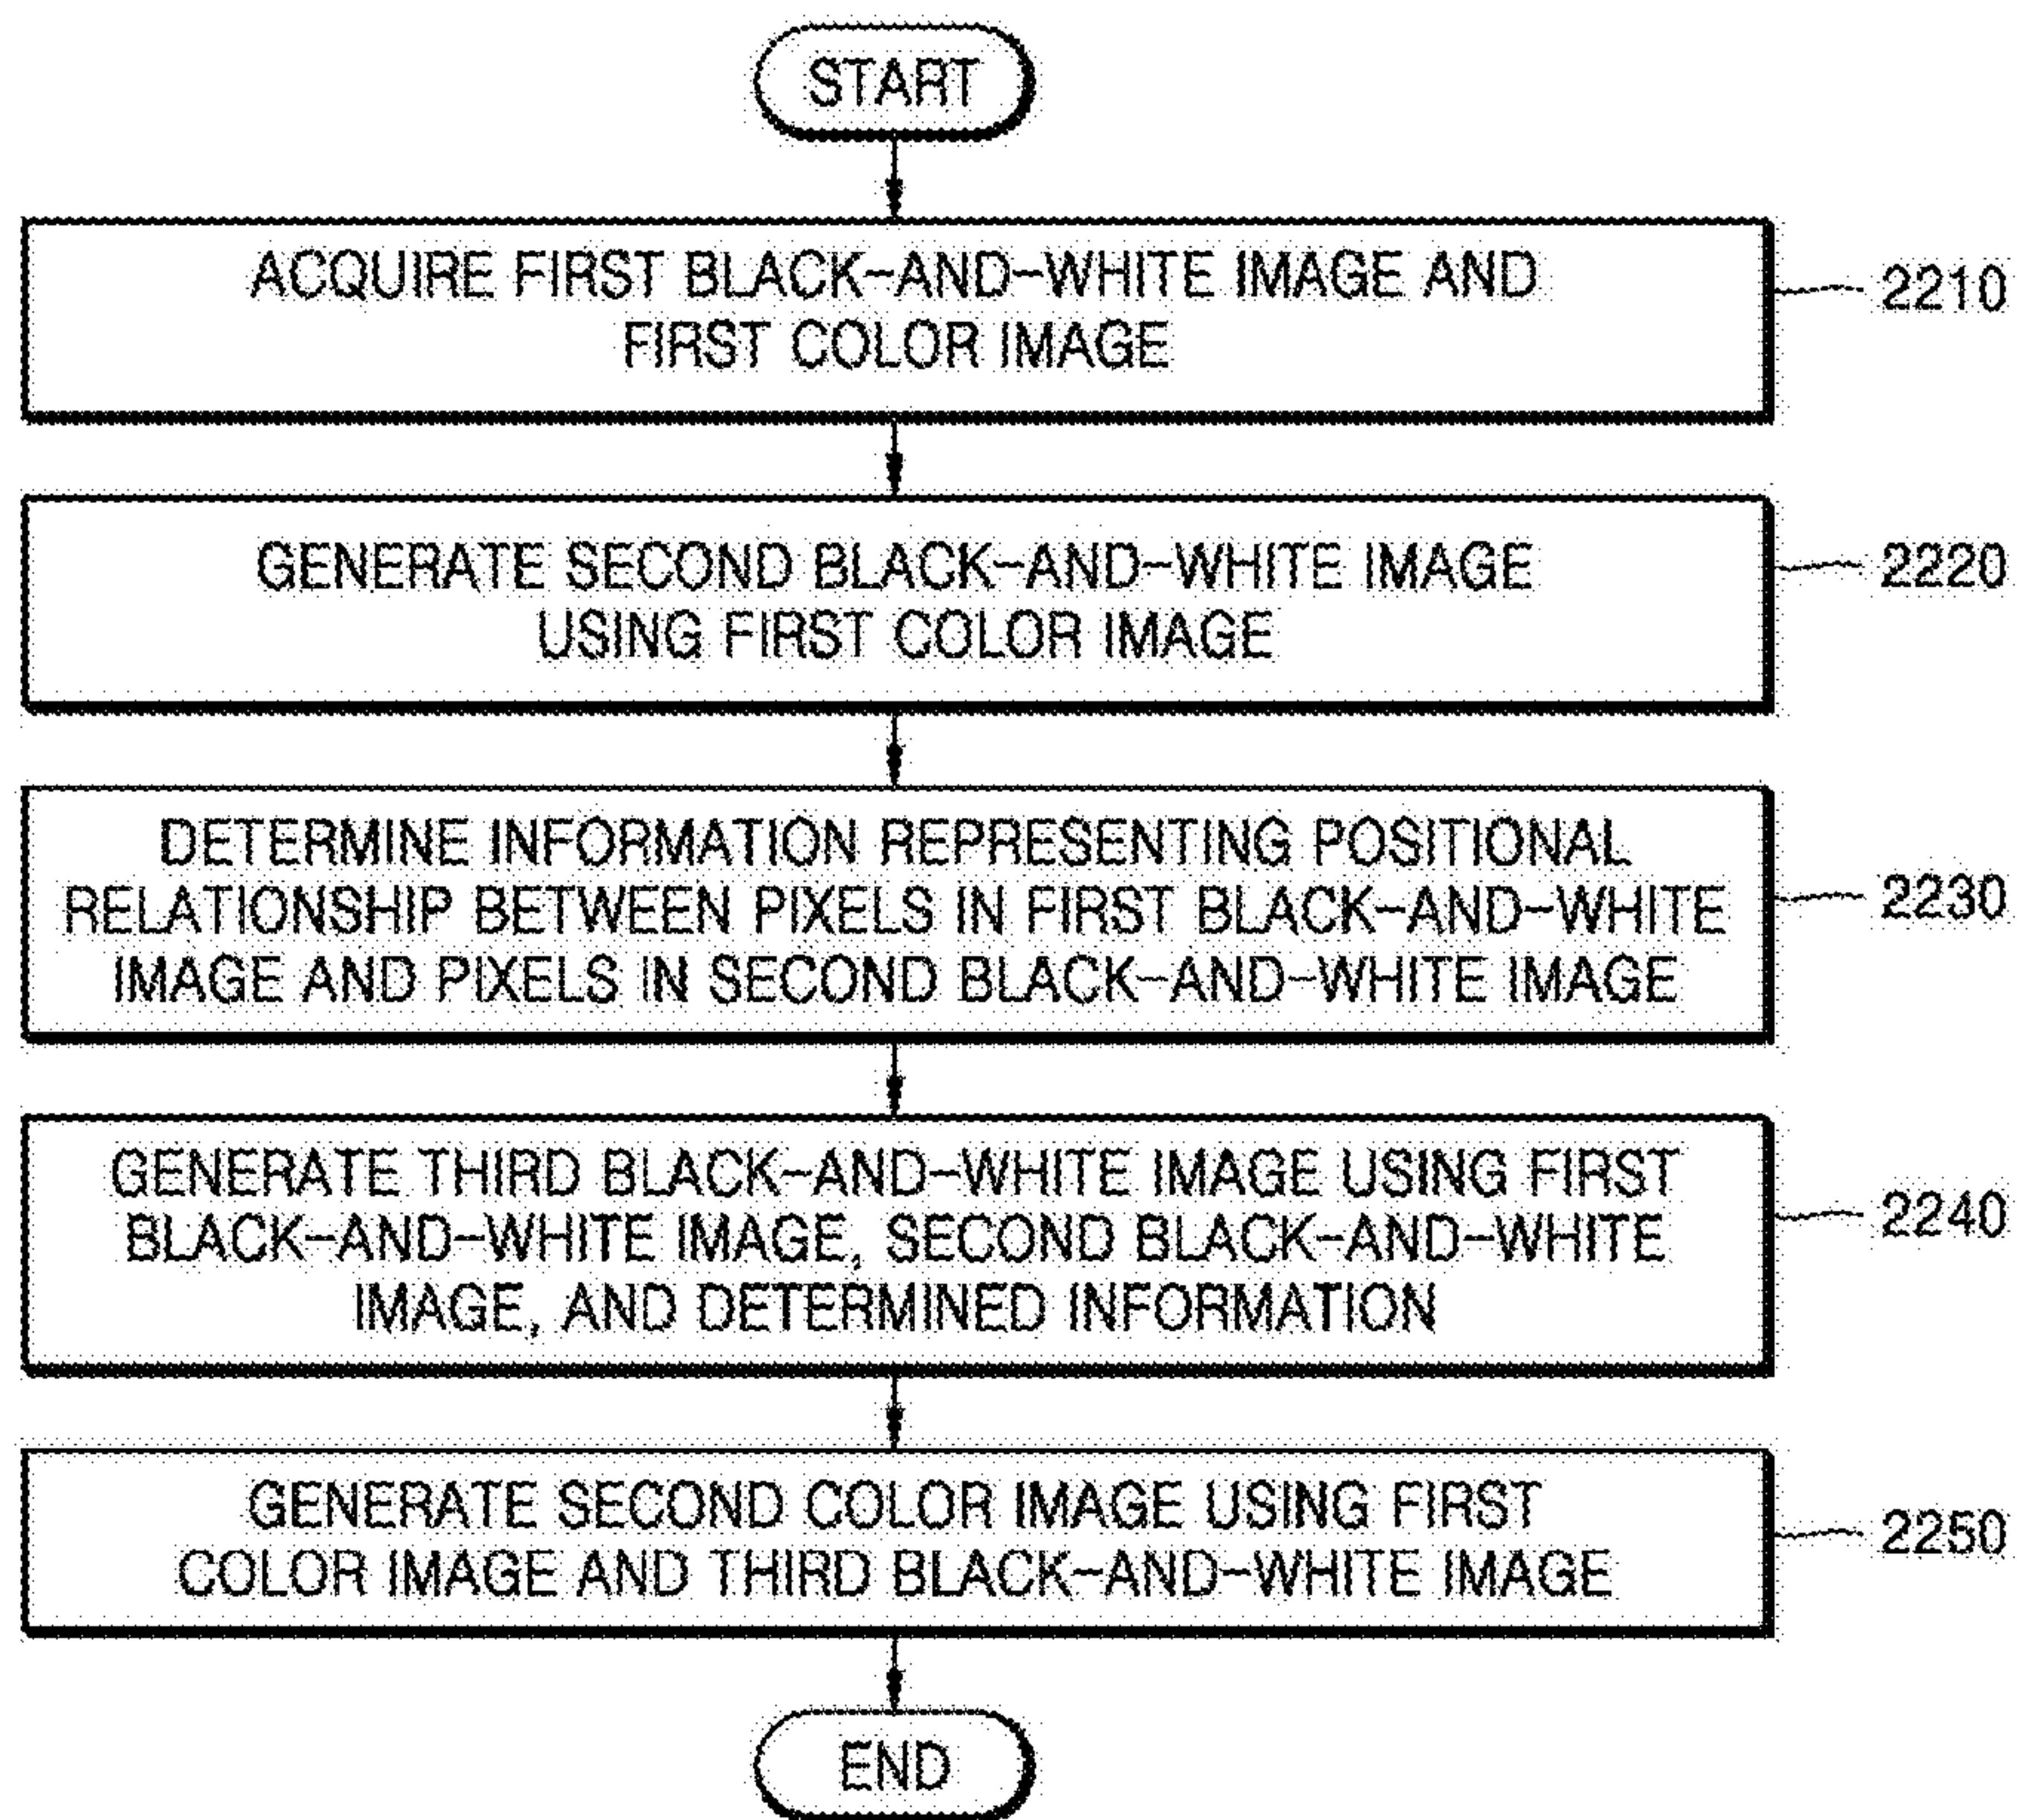 START
ACQUIRE FIRST BLACK-AND-WHITE IMAGE AND
FIRST COLOR IMAGE
2210
GENERATE SECOND BLACK-AND-WHITE IMAGE
USING FIRST COLOR IMAGE
2220
DETERMINE INFORMATION REPRESENTING POSITIONAL
RELATIONSHIP BETWEEN PIXELS IN FIRST BLACK-AND-WHITE
IMAGE AND PIXELS IN SECOND BLACK-AND-WHITE IMAGE
2230
GENERATE THIRD BLACK-AND-WHITE IMAGE USING FIRST
BLACK-AND-WHITE IMAGE, SECOND BLACK-AND-WHITE
IMAGE, AND DETERMINED INFORMATION
2240
GENERATE SECOND COLOR IMAGE USING FIRST
COLOR IMAGE AND THIRD BLACK-AND-WHITE IMAGE
2250
END